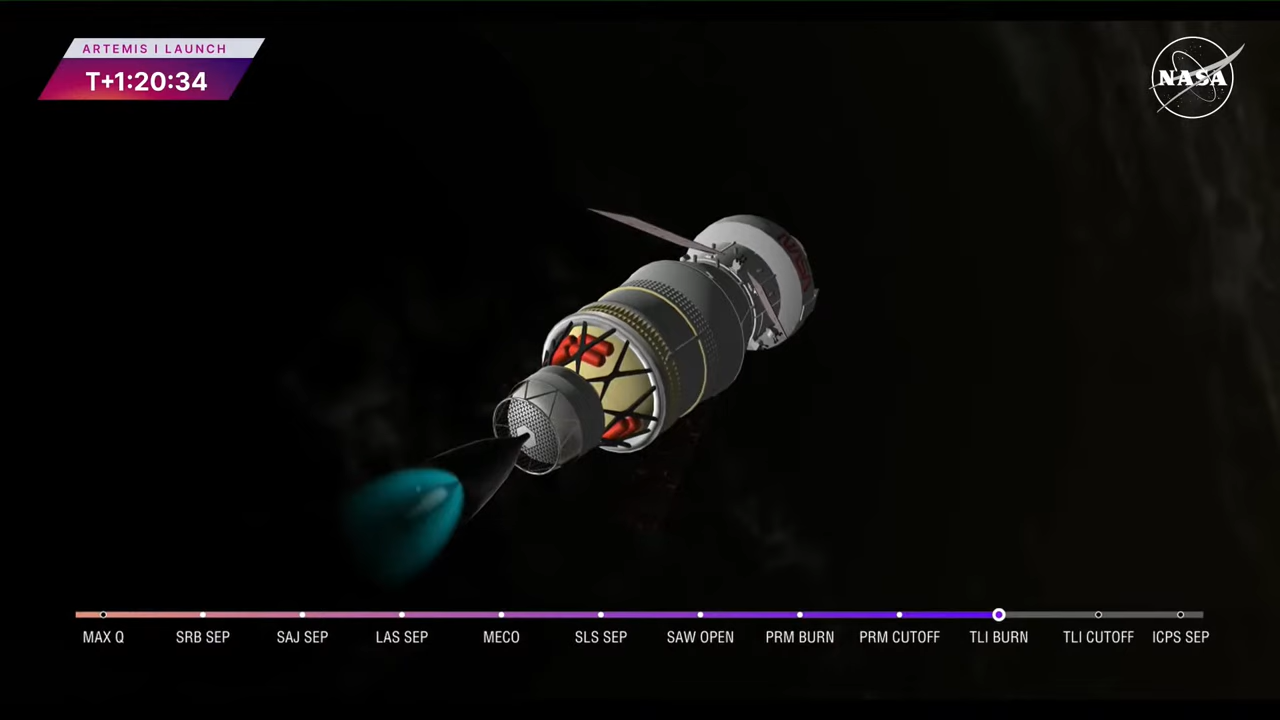 ARTEMIS I LAUNCH
T+1:20:34
NASA
NASA
MAX Q
SRB SEP
SAJ SEP
LAS SEP
MECO
SLS SEP
SAW OPEN
PRM BURN
PRM CUTOFF
TLI BURN
TLI CUTOFF
ICPS SEP